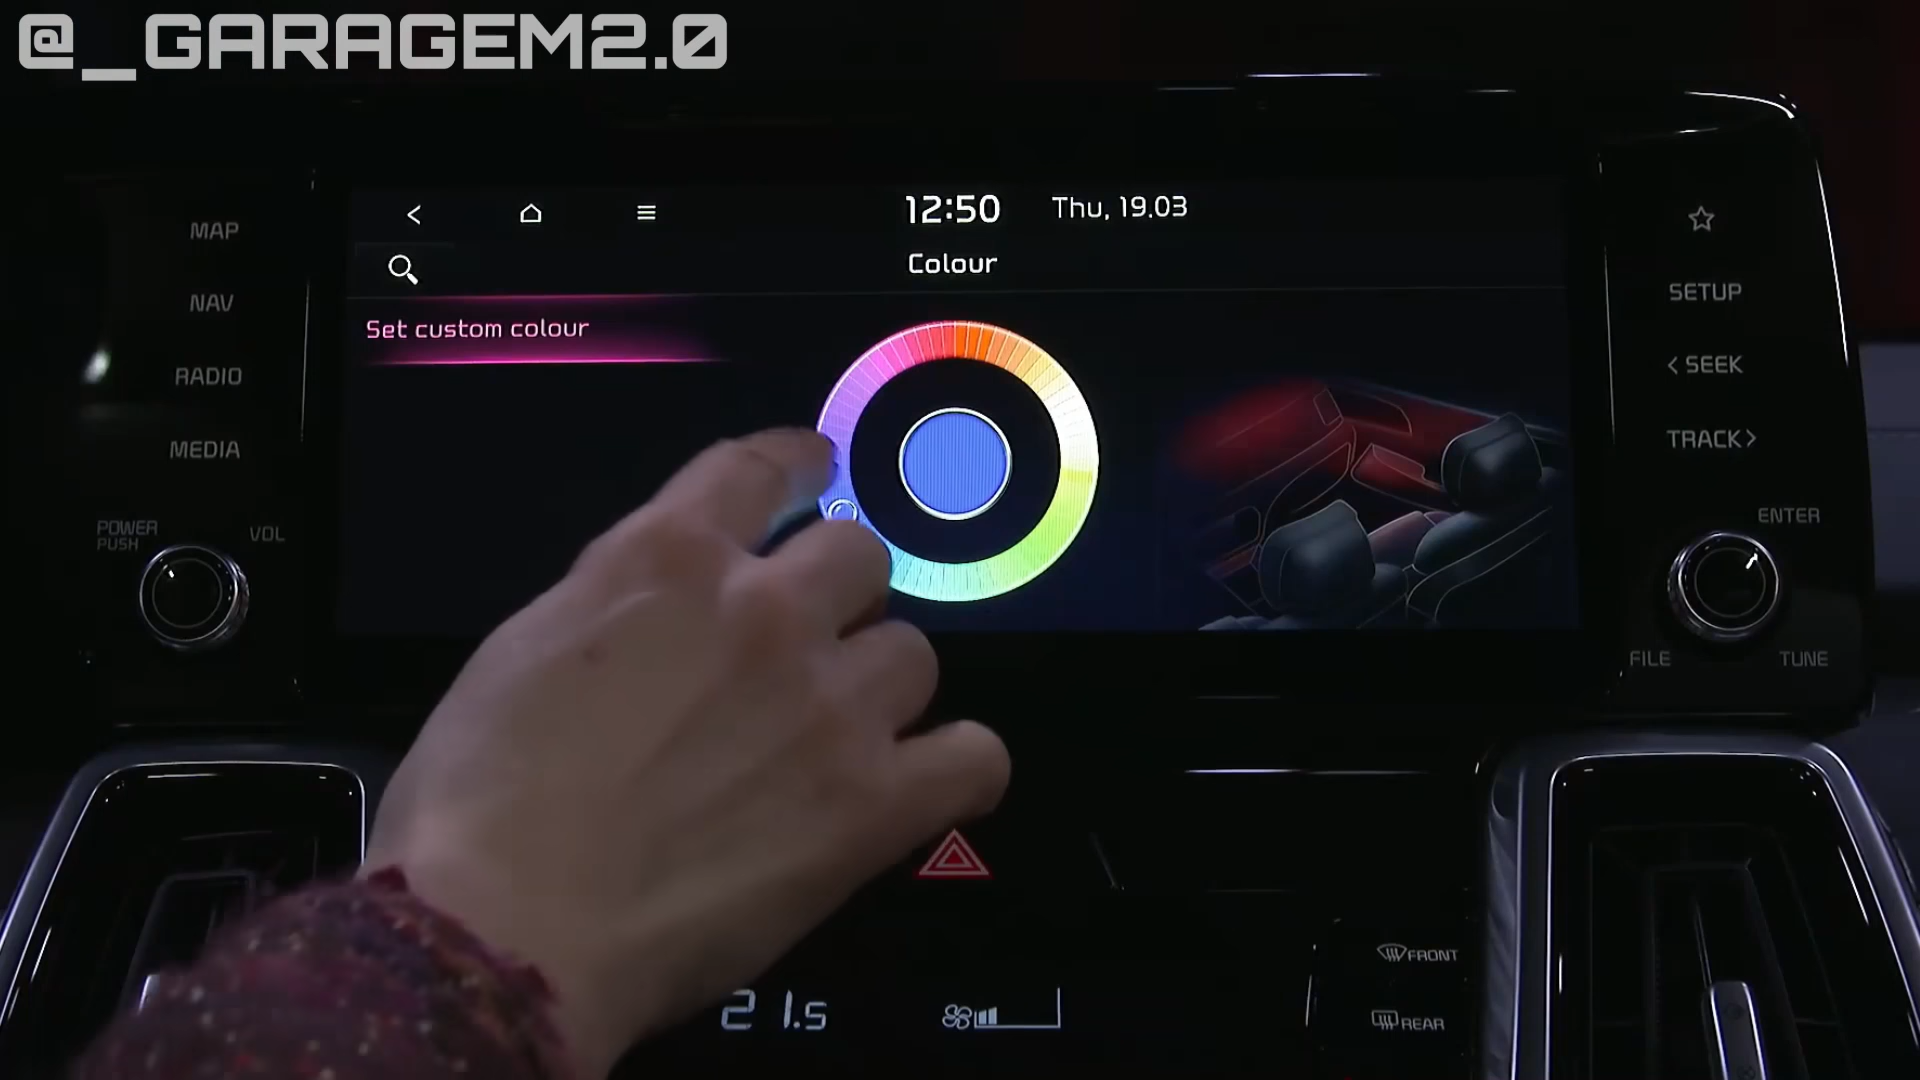 @_GARAGEM2.0
12:50 Thu, 19.03
Colour
Set custom colour
MAP
NAV
RADIO
MEDIA
POWER
PUSH
VOL
SETUP
< SEEK
TRACK >
ENTER
FILE
TUNE
21.5
FRONT
REAR